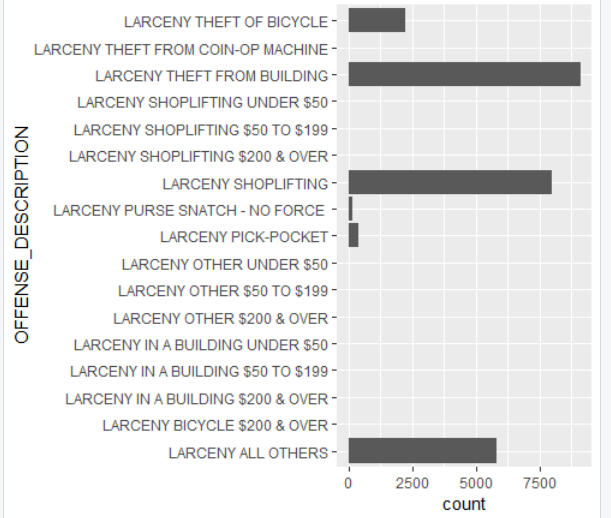 LARCENY THEFT OF BICYCLE
LARCENY THEFT FROM COIN-OP MACHINE
LARCENY THEFT FROM BUILDING
LARCENY SHOPLIFTING UNDER $50
LARCENY SHOPLIFTING $50 TO $199
LARCENY SHOPLIFTING $200 & OVER
LARCENY SHOPLIFTING
LARCENY PURSE SNATCH - NO FORCE
LARCENY PICK-POCKET
LARCENY OTHER UNDER $50
LARCENY OTHER $50 TO $199
LARCENY OTHER $200 & OVER
LARCENY IN A BUILDING UNDER $50
LARCENY IN A BUILDING $50 TO $199
LARCENY IN A BUILDING $200 & OVER
LARCENY BICYCLE $200 & OVER
LARCENY ALL OTHERS
OFFENSE_DESCRIPTION
0 2500 5000 7500
count